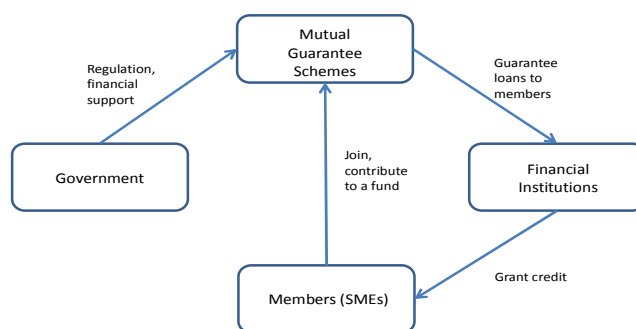 Mutual
Guarantee
Schemes
Regulation,
financial
support
Guarantee
loans to
members
Government
Join,
contribute
to a fund
Financial
Institutions
Grant credit
Members (SMEs)